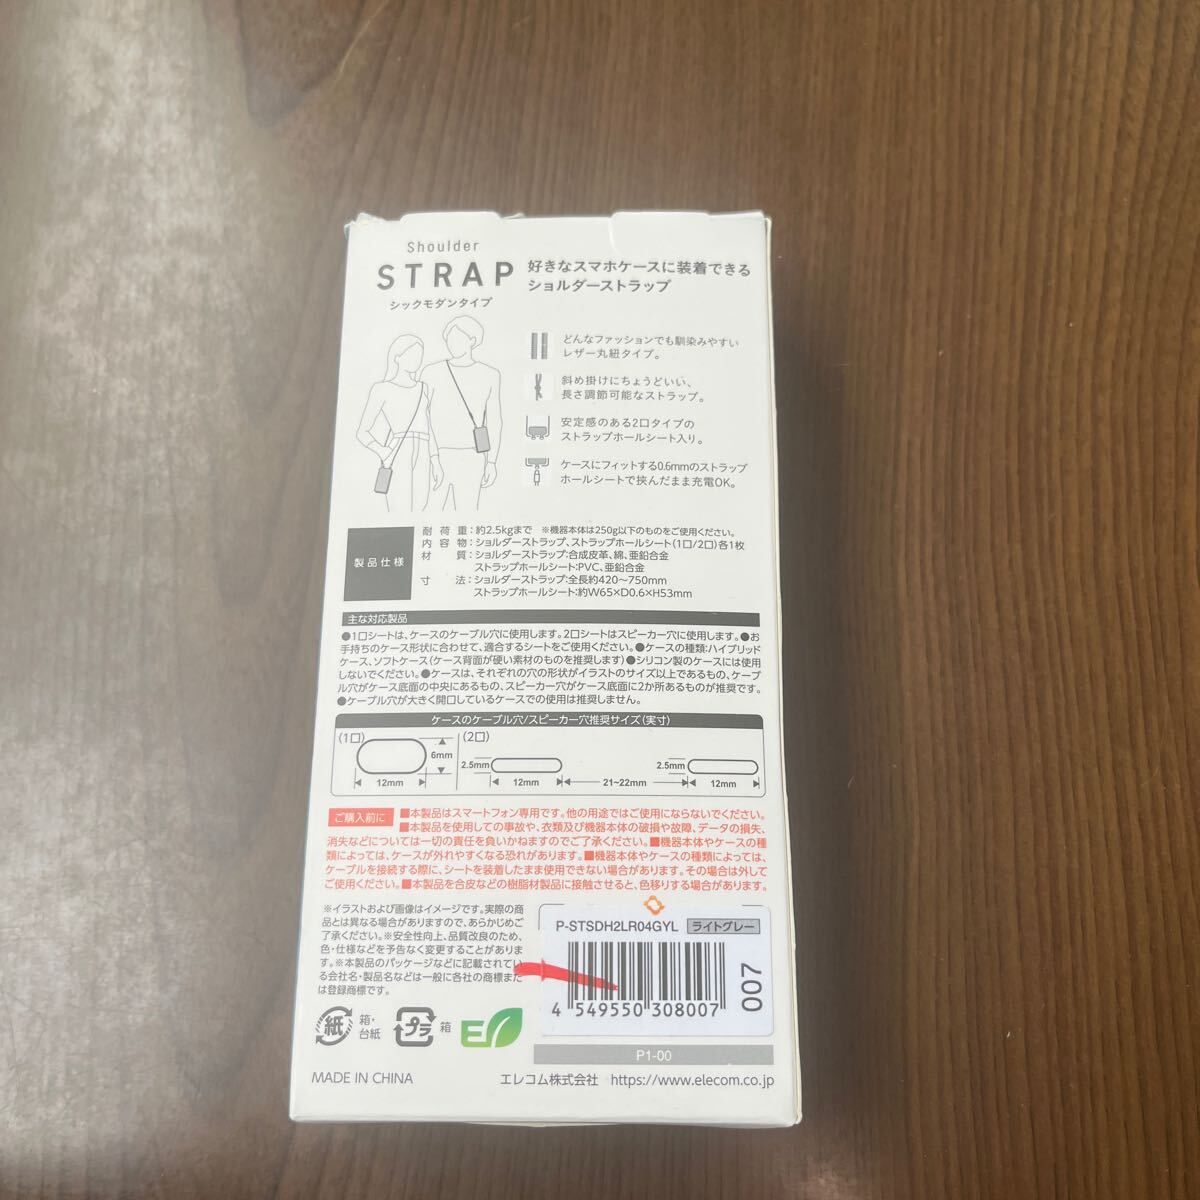 Shoulder
STRAP
シックモダンタイプ
好きなスマホケースに装着できる
ショルダーストラップ
どんなファッションでも馴染みやすい
レザー丸紐タイプ。
斜め掛けにちょうどいい、
長さ調節可能なストラップ。
安定感のある2口タイプの
ストラップホールシート入り。
ケースにフィットする0.6mmのストラップ
ホールシートで挟んだまま充電OK。
製品仕様
耐荷重：約2.5kgまで ※機器本体は250g以下のものをご使用ください。
内容物：ショルダーストラップ、ストラップホールシート（1口/2口）各1枚
材質：ショルダーストラップ：合成皮革、綿、亜鉛合金
ストラップホールシート：PVC、亜鉛合金
寸法：ショルダーストラップ：全長約420～750mm
ストラップホールシート：約W65×D0.6×H53mm
主な対応製品
●1口シートは、ケースのケーブル穴に使用します。2口シートはスピーカー穴に使用します。●お
手持ちのケース形状に合わせて、適合するシートをご使用ください。●ケースの種類：ハイブリッド
ケース、ソフトケース（ケース背面が硬い素材のものを推奨します）●シリコン製のケースには使用
しないでください。●ケースは、それぞれの穴の形状がイラストのサイズ以上であるもの、ケーブ
ル穴がケース底面の中央にあるもの、スピーカー穴がケース底面に2か所あるものが推奨です。
●ケーブル穴が大きく開口しているケースでの使用は推奨しません。
ケースのケーブル穴/スピーカー穴推奨サイズ（実寸）
（1口） 6mm 12mm
（2口） 2.5mm 12mm 21～22mm 2.5mm 12mm
ご購入前に ■本製品はスマートフォン専用です。他の用途ではご使用にならないでください。
■本製品を使用しての事故や、衣類及び機器本体の破損や故障、データの損失、
消失などについては一切の責任を負いかねますのでご了承ください。■機器本体やケースの種
類によっては、ケースが外れやすくなる恐れがあります。■機器本体やケースの種類によっては、
ケーブルを接続する際に、シートを装着したまま使用できない場合があります。その場合は外して
ご使用ください。■本製品を合皮などの樹脂材製品に接触させると、色移りする場合があります。
※イラストおよび画像はイメージです。実際の商
品とは異なる場合がありますので、あらかじめご
了承ください。※安全性向上、品質改良のため、
色・仕様などを予告なく変更することがありま
す。※本製品のパッケージなどに記載されてい
る会社名・製品名などは一般に各社の商標また
は登録商標です。
P-STSDH2LR04GYL ライトグレー
4 549550 308007
007
紙 箱・台紙
プラ 箱
E
P1-00
MADE IN CHINA
エレコム株式会社 https://www.elecom.co.jp